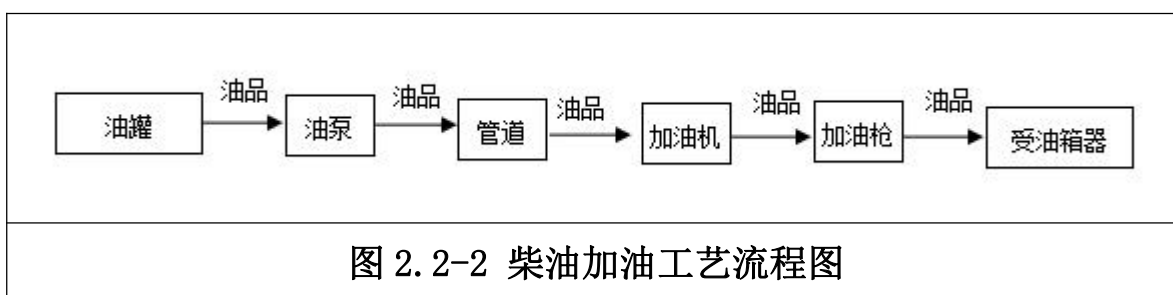 油品 油品 油品 油品 油品
油罐 油泵 管道 加油机 加油枪 受油箱器
图 2.2-2 柴油加油工艺流程图